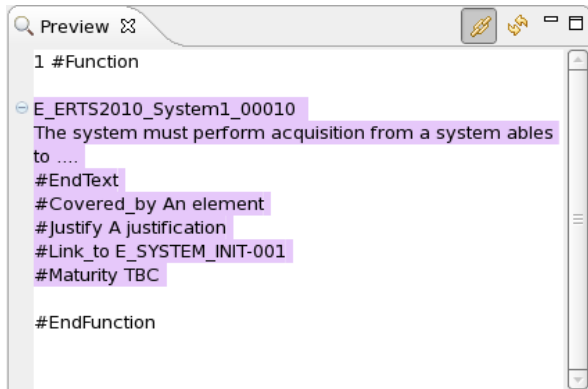 Preview
1 #Function
E_ERTS2010_System1_00010
The system must perform acquisition from a system ables
to ....
#EndText
#Covered_by An element
#Justify A justification
#Link_to E_SYSTEM_INIT-001
#Maturity TBC
#EndFunction